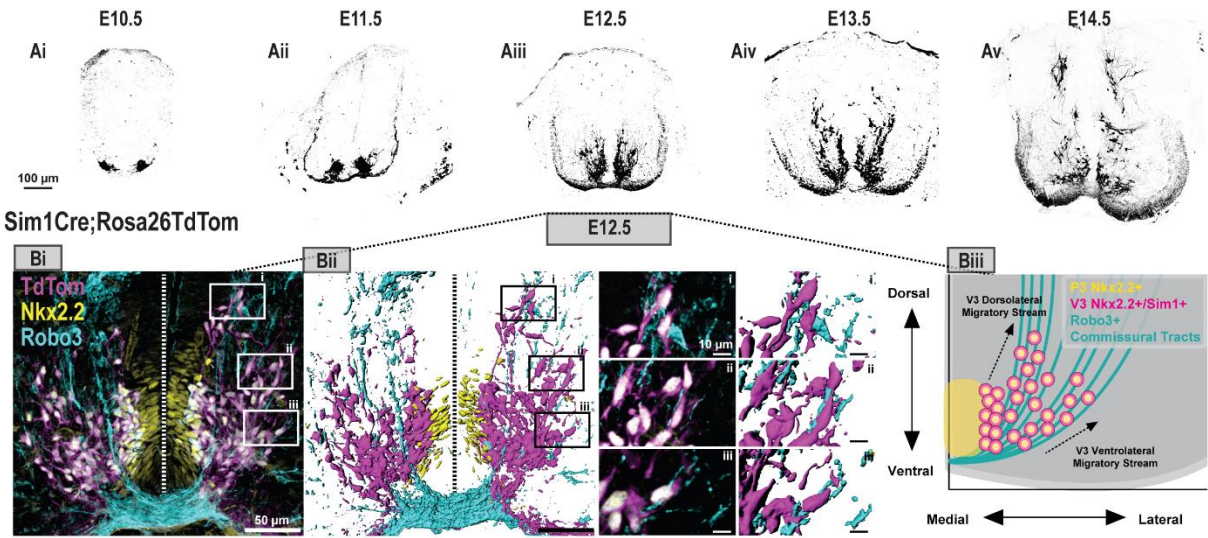 E10.5
E11.5
E12.5
E13.5
E14.5
Ai
Aii
Aiii
Aiv
Av
100 µm
Sim1Cre;Rosa26TdTom
E12.5
Bi
TdTom
Nkx2.2
Robo3
i
ii
iii
50 µm
Bii
i
ii
iii
i
10 µm
ii
iii
i
ii
iii
Biii
Dorsal
Ventral
P3 Nkx2.2+
V3 Nkx2.2+/Sim1+
Robo3+
Commissural Tracts
V3 Dorsolateral
Migratory Stream
V3 Ventrolateral
Migratory Stream
Medial
Lateral